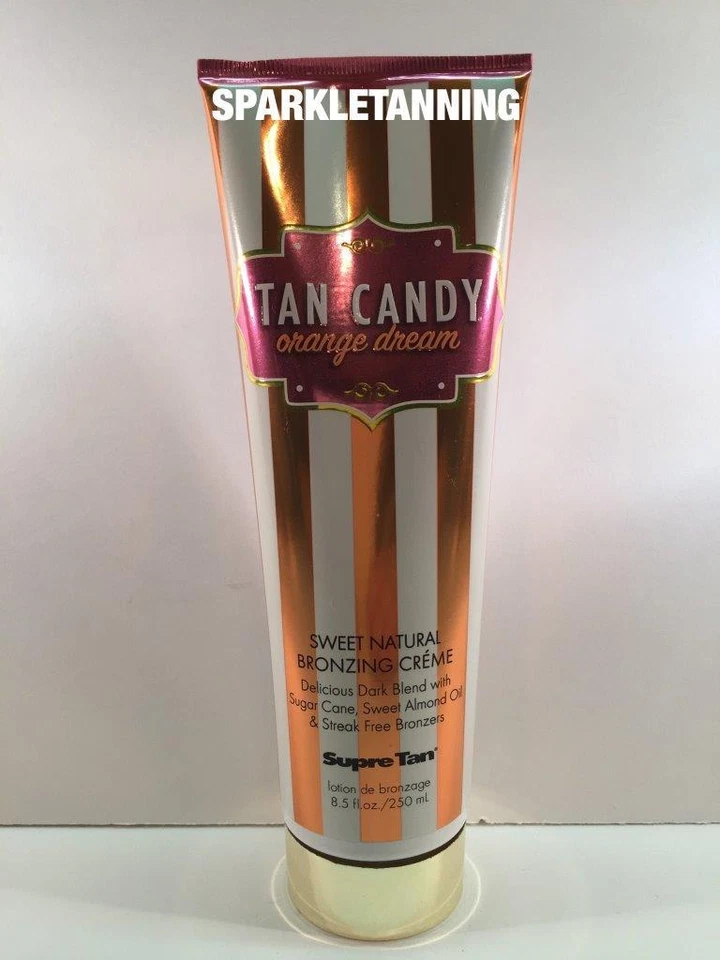 SPARKLETANNING
TAN CANDY
orange dream
SWEET NATURAL
BRONZING CRÉME
Delicious Dark Blend with
Sugar Cane, Sweet Almond Oil
& Streak Free Bronzers
Supre Tan®
lotion de bronzage
8.5 fl.oz./250 mL